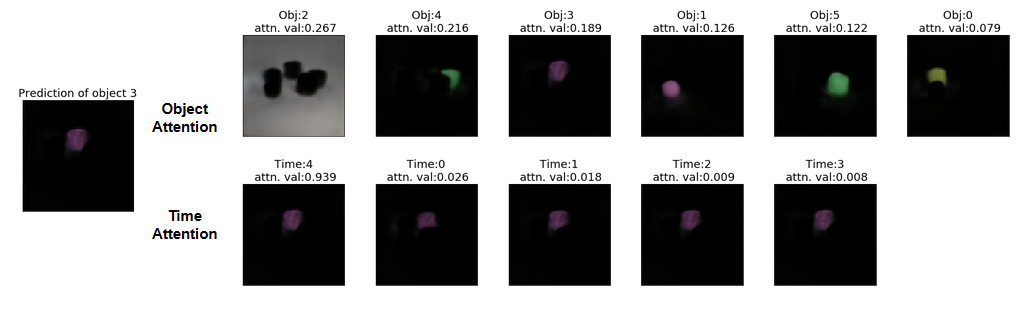 Prediction of object 3
Object
Attention
Obj:2
attn. val:0.267
Obj:4
attn. val:0.216
Obj:3
attn. val:0.189
Obj:1
attn. val:0.126
Obj:5
attn. val:0.122
Obj:0
attn. val:0.079
Time
Attention
Time:4
attn. val:0.939
Time:0
attn. val:0.026
Time:1
attn. val:0.018
Time:2
attn. val:0.009
Time:3
attn. val:0.008